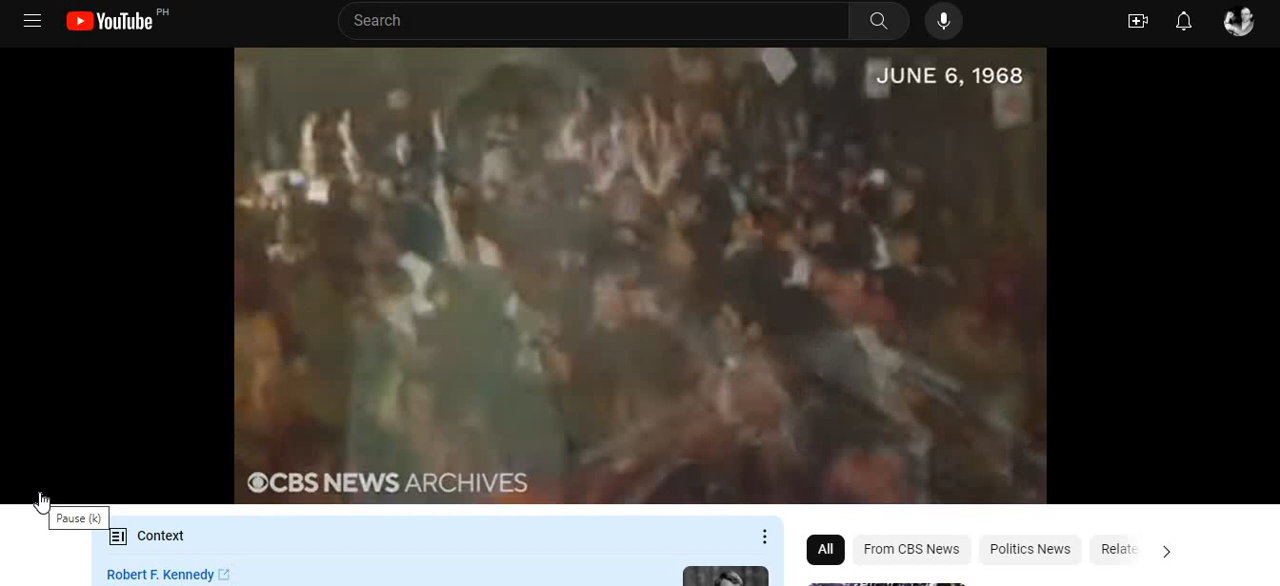 YouTube PH
Search
JUNE 6, 1968
CBS NEWS ARCHIVES
Pause (k)
Context
Robert F. Kennedy
All
From CBS News
Politics News
Relate